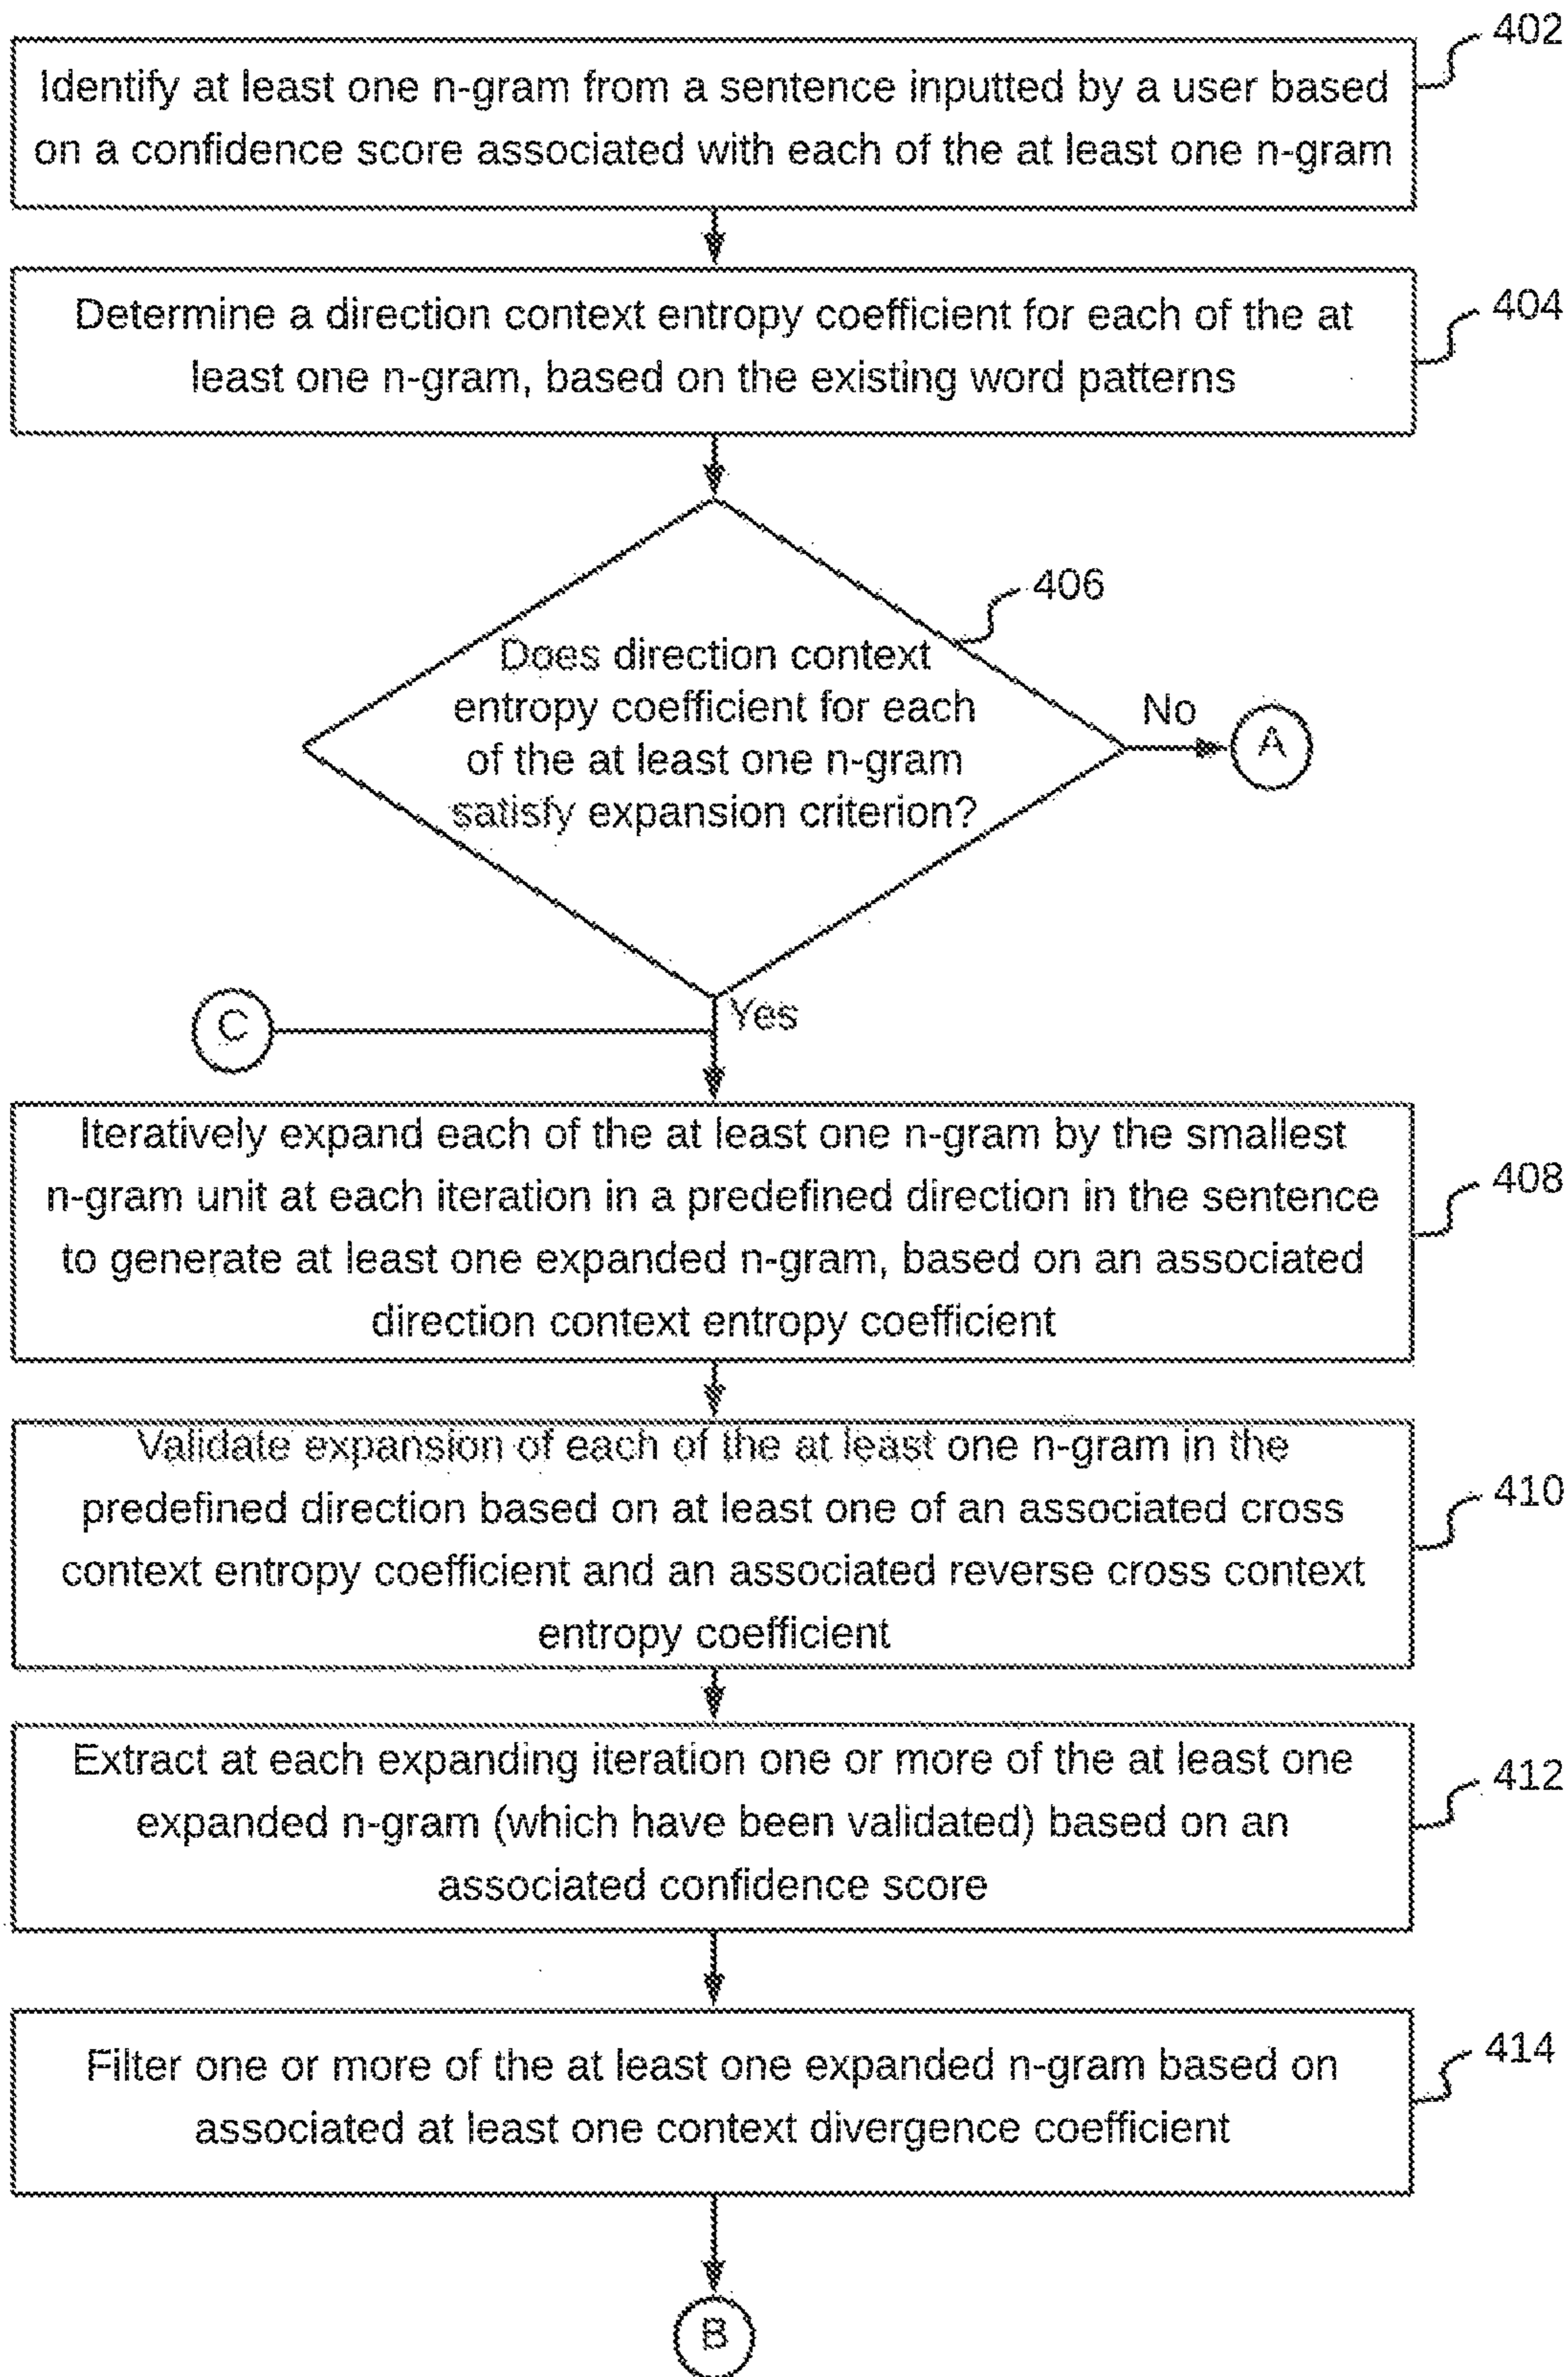 402
Identify at least one n-gram from a sentence inputted by a user based
on a confidence score associated with each of the at least one n-gram
404
Determine a direction context entropy coefficient for each of the at
least one n-gram, based on the existing word patterns
406
Does direction context
entropy coefficient for each
of the at least one n-gram
satisfy expansion criterion?
No
A
Yes
C
Iteratively expand each of the at least one n-gram by the smallest
n-gram unit at each iteration in a predefined direction in the sentence
to generate at least one expanded n-gram, based on an associated
direction context entropy coefficient
408
Validate expansion of each of the at least one n-gram in the
predefined direction based on at least one of an associated cross
context entropy coefficient and an associated reverse cross context
entropy coefficient
410
Extract at each expanding iteration one or more of the at least one
expanded n-gram (which have been validated) based on an
associated confidence score
412
Filter one or more of the at least one expanded n-gram based on
associated at least one context divergence coefficient
414
B